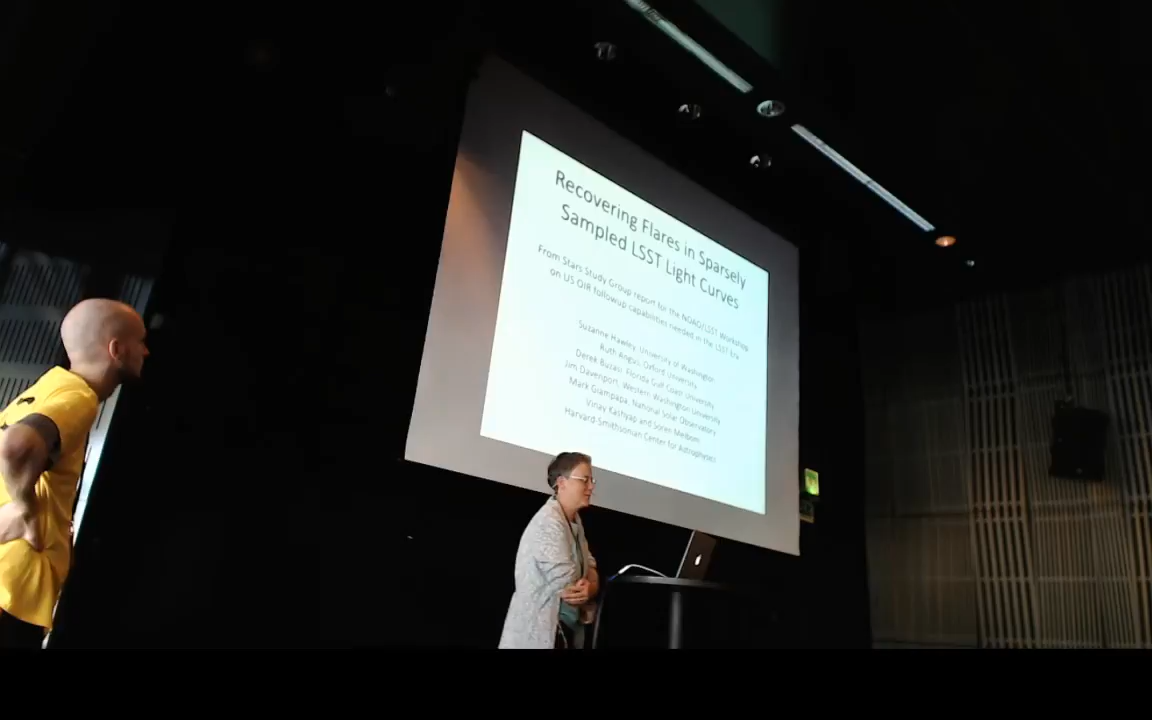 Recovering Flares in Sparsely
Sampled LSST Light Curves
From Stars Study Group report for the NOAO/LSST Workshop
on US OIR followup capabilities needed in the LSST Era
Suzanne Hawley, University of Washington
Ruth Angus, Oxford University
Derek Buzasi, Florida Gulf Coast University
Jim Davenport, Western Washington University
Mark Giampapa, National Solar Observatory
Vinay Kashyap and Soren Meibom,
Harvard-Smithsonian Center for Astrophysics